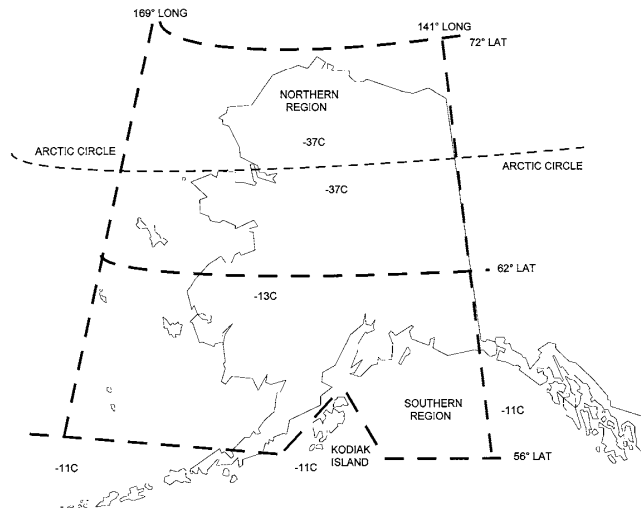 169° LONG
141° LONG
72° LAT
NORTHERN
REGION
-37C
ARCTIC CIRCLE
ARCTIC CIRCLE
-37C
62° LAT
-13C
SOUTHERN
REGION
-11C
-11C
-11C
KODIAK
ISLAND
56° LAT